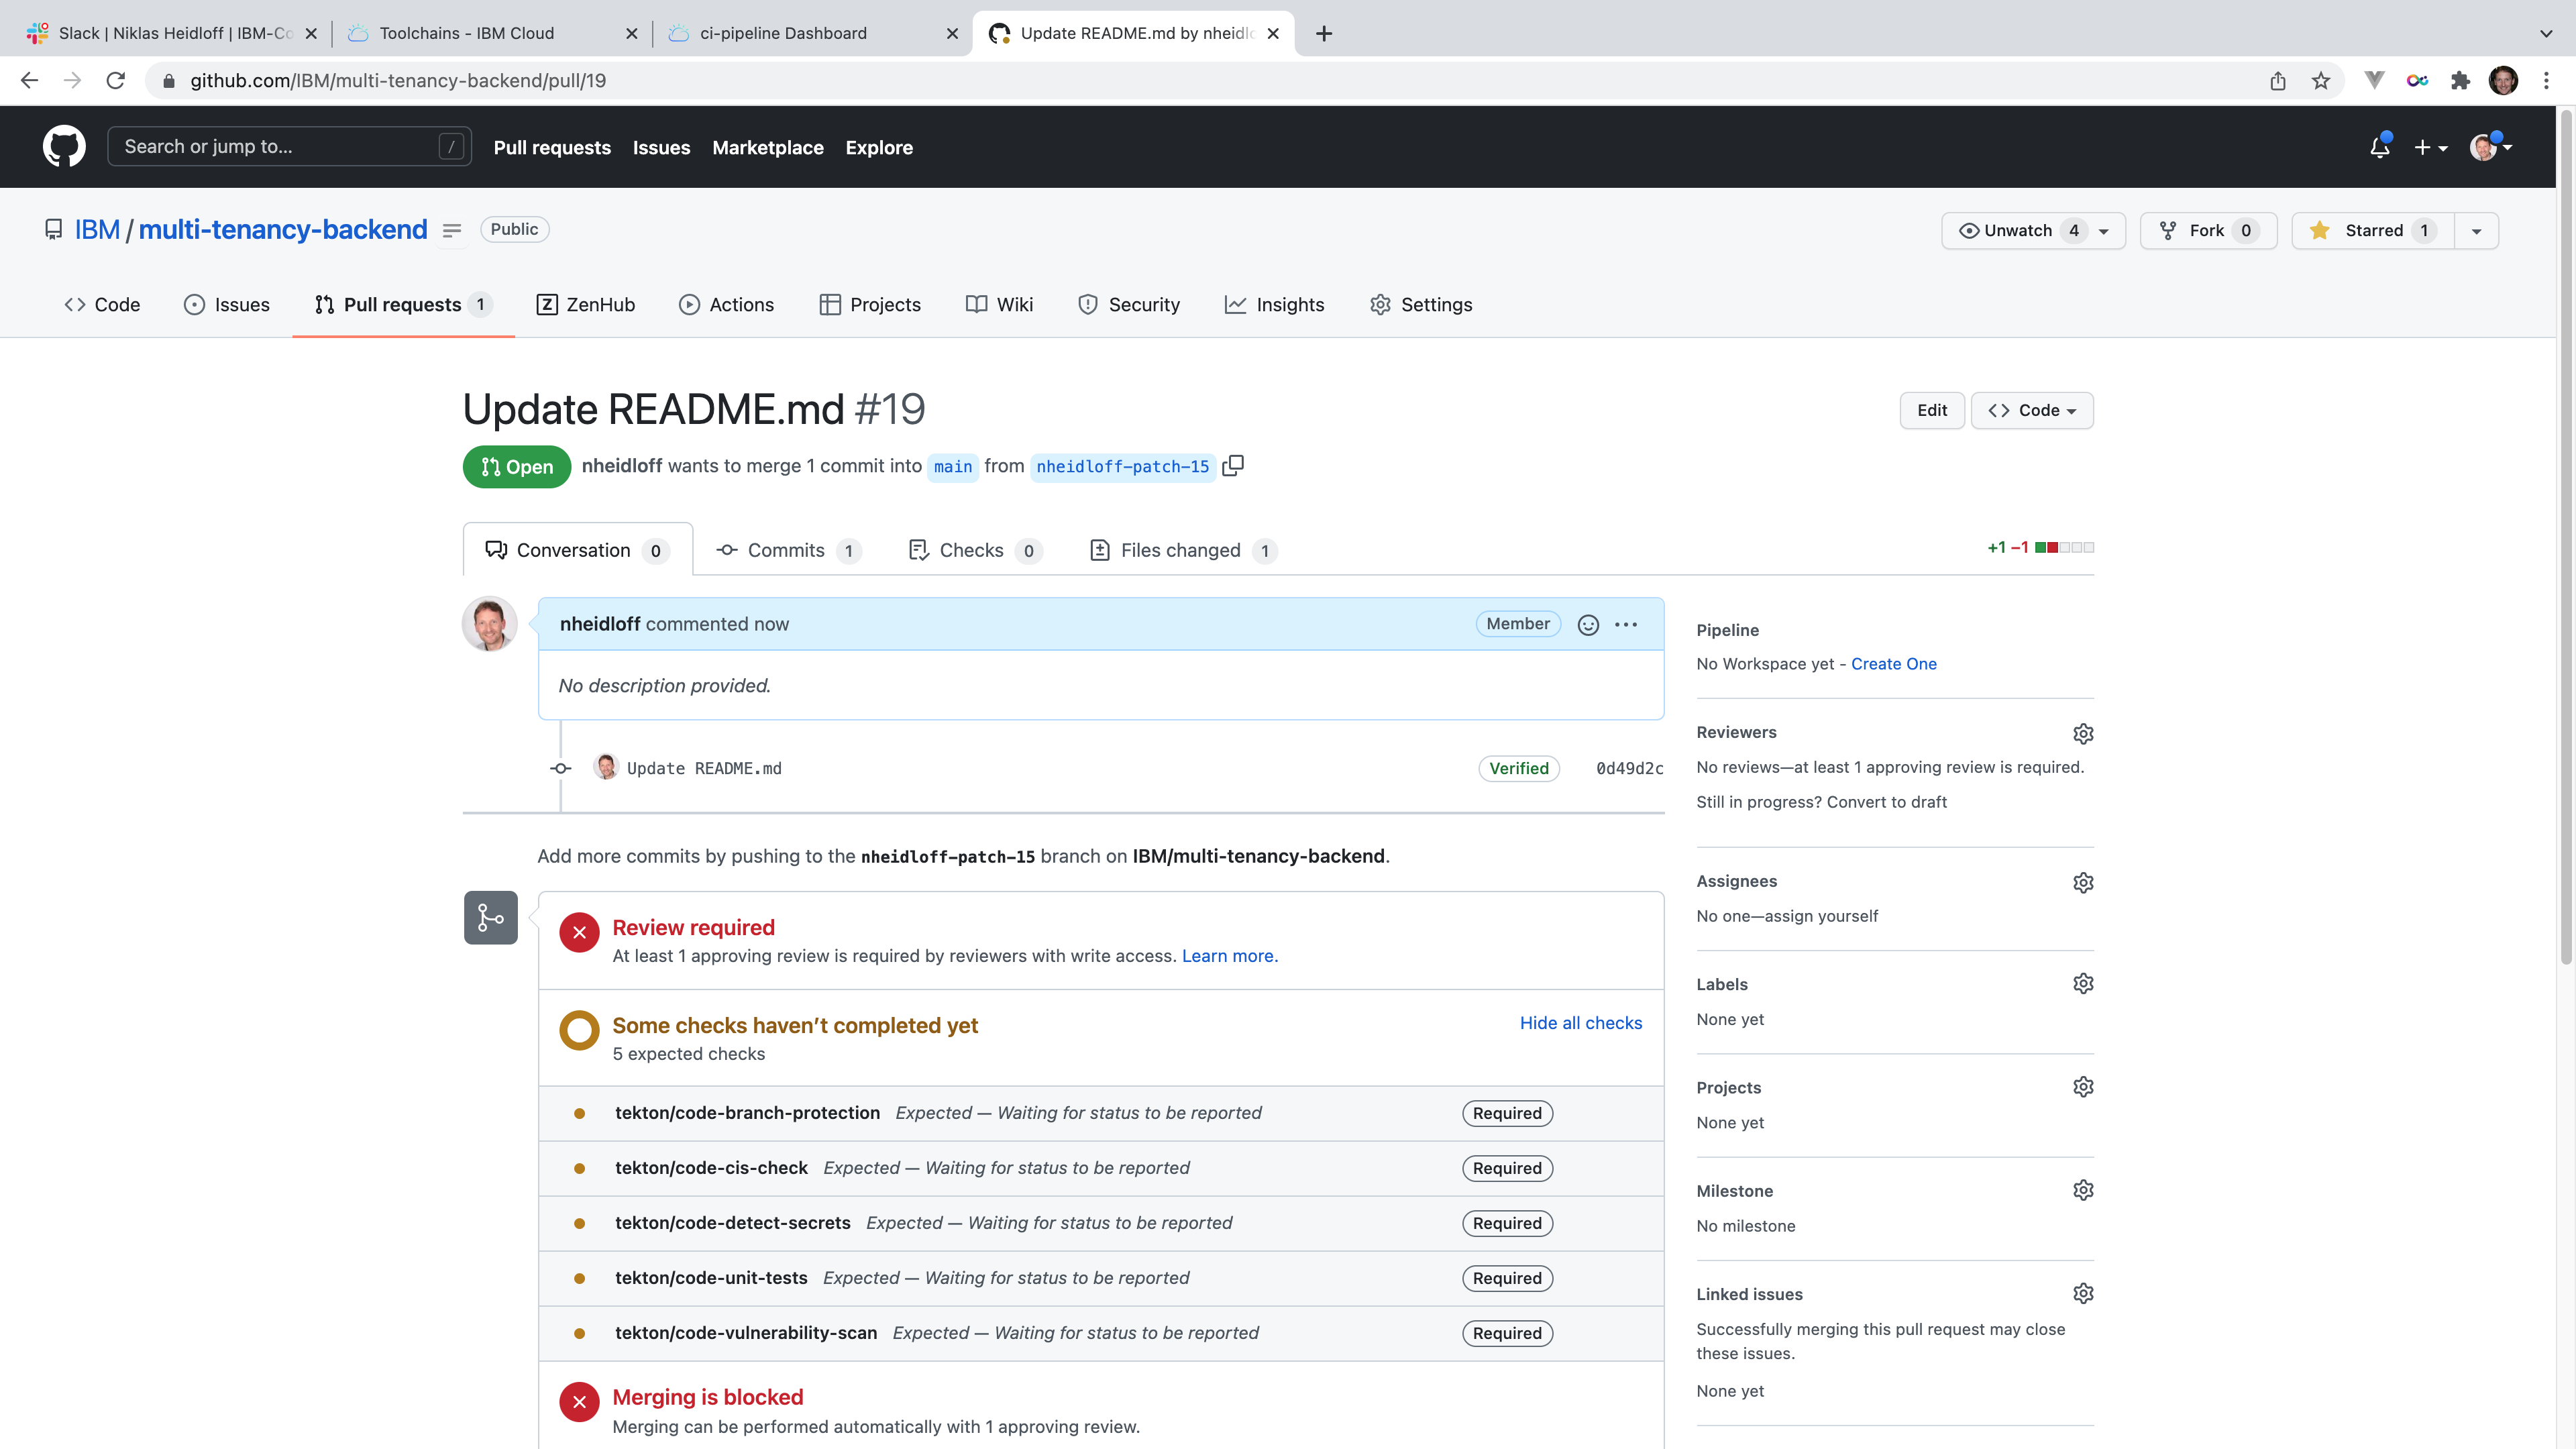 Slack | Niklas Heidloff | IBM-Co
Toolchains - IBM Cloud
ci-pipeline Dashboard
Update README.md by nheidlo
github.com/IBM/multi-tenancy-backend/pull/19
Search or jump to...
/
Pull requests
Issues
Marketplace
Explore
IBM / multi-tenancy-backend
Public
Unwatch 4
Fork 0
Starred 1
Code
Issues
Pull requests 1
ZenHub
Actions
Projects
Wiki
Security
Insights
Settings
Update README.md #19
Edit
Code
Open
nheidloff wants to merge 1 commit into main from nheidloff-patch-15
Conversation 0
Commits 1
Checks 0
Files changed 1
+1 −1
nheidloff commented now
Member
No description provided.
Update README.md
Verified
0d49d2c
Add more commits by pushing to the nheidloff-patch-15 branch on IBM/multi-tenancy-backend.
Review required
At least 1 approving review is required by reviewers with write access. Learn more.
Some checks haven’t completed yet
5 expected checks
Hide all checks
tekton/code-branch-protection Expected — Waiting for status to be reported Required
tekton/code-cis-check Expected — Waiting for status to be reported Required
tekton/code-detect-secrets Expected — Waiting for status to be reported Required
tekton/code-unit-tests Expected — Waiting for status to be reported Required
tekton/code-vulnerability-scan Expected — Waiting for status to be reported Required
Merging is blocked
Merging can be performed automatically with 1 approving review.
Pipeline
No Workspace yet - Create One
Reviewers
No reviews—at least 1 approving review is required.
Still in progress? Convert to draft
Assignees
No one—assign yourself
Labels
None yet
Projects
None yet
Milestone
No milestone
Linked issues
Successfully merging this pull request may close
these issues.
None yet